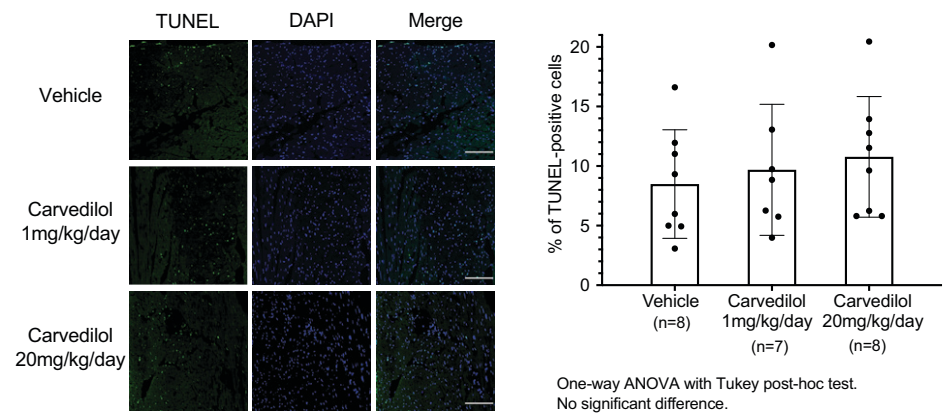 TUNEL DAPI Merge
Vehicle
Carvedilol
1mg/kg/day
Carvedilol
20mg/kg/day
% of TUNEL-positive cells
20
15
10
5
0
Vehicle
(n=8)
Carvedilol
1mg/kg/day
(n=7)
Carvedilol
20mg/kg/day
(n=8)
One-way ANOVA with Tukey post-hoc test.
No significant difference.